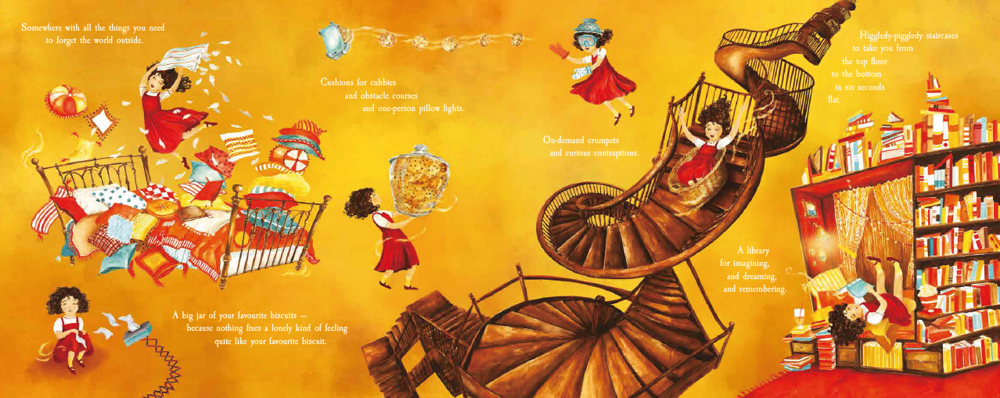 Somewhere with all the things you need
to forget the world outside.
Cushions for cubbies
and obstacle courses
and one-person pillow fights.
A big jar of your favourite biscuits –
because nothing fixes a lonely kind of feeling
quite like your favourite biscuit.
On-demand crumpets
and curious contraptions.
Higgledy-piggledy staircases
to take you from
the top floor
to the bottom
in six seconds
flat.
A library
for imagining,
and dreaming,
and remembering.